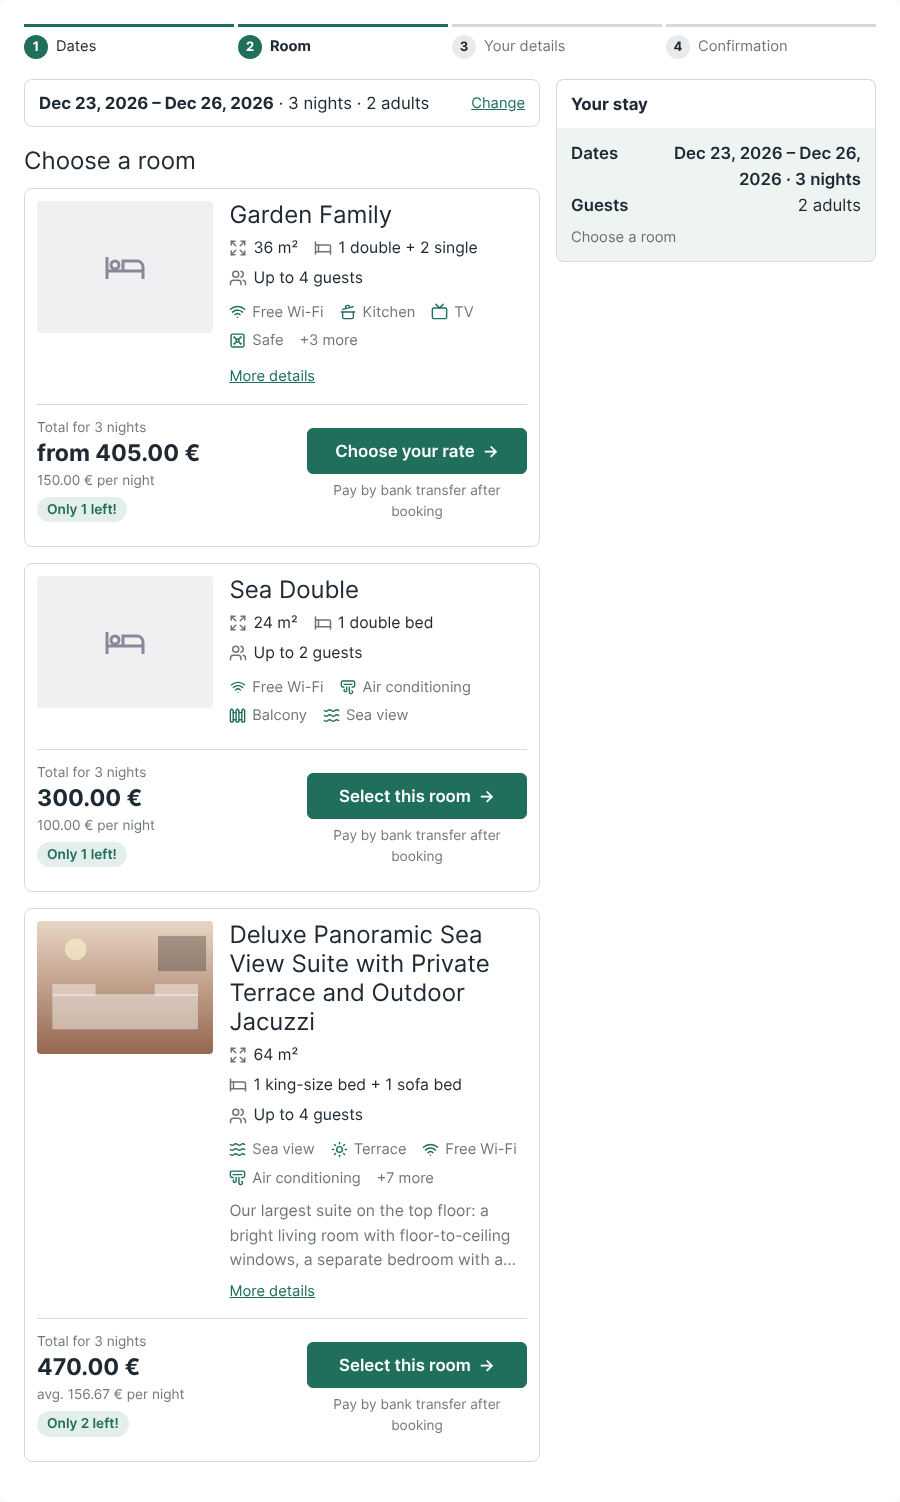 1 Dates
2 Room
3 Your details
4 Confirmation
Dec 23, 2026 – Dec 26, 2026 · 3 nights · 2 adults
Change
Your stay
Dates
Dec 23, 2026 – Dec 26,
2026 · 3 nights
Guests
2 adults
Choose a room
Choose a room
Garden Family
36 m² 1 double + 2 single
Up to 4 guests
Free Wi-Fi Kitchen TV
Safe +3 more
More details
Total for 3 nights
from 405.00 €
150.00 € per night
Only 1 left!
Choose your rate →
Pay by bank transfer after
booking
Sea Double
24 m² 1 double bed
Up to 2 guests
Free Wi-Fi Air conditioning
Balcony Sea view
Total for 3 nights
300.00 €
100.00 € per night
Only 1 left!
Select this room →
Pay by bank transfer after
booking
Deluxe Panoramic Sea
View Suite with Private
Terrace and Outdoor
Jacuzzi
64 m²
1 king-size bed + 1 sofa bed
Up to 4 guests
Sea view Terrace Free Wi-Fi
Air conditioning +7 more
Our largest suite on the top floor: a
bright living room with floor-to-ceiling
windows, a separate bedroom with a...
More details
Total for 3 nights
470.00 €
avg. 156.67 € per night
Only 2 left!
Select this room →
Pay by bank transfer after
booking